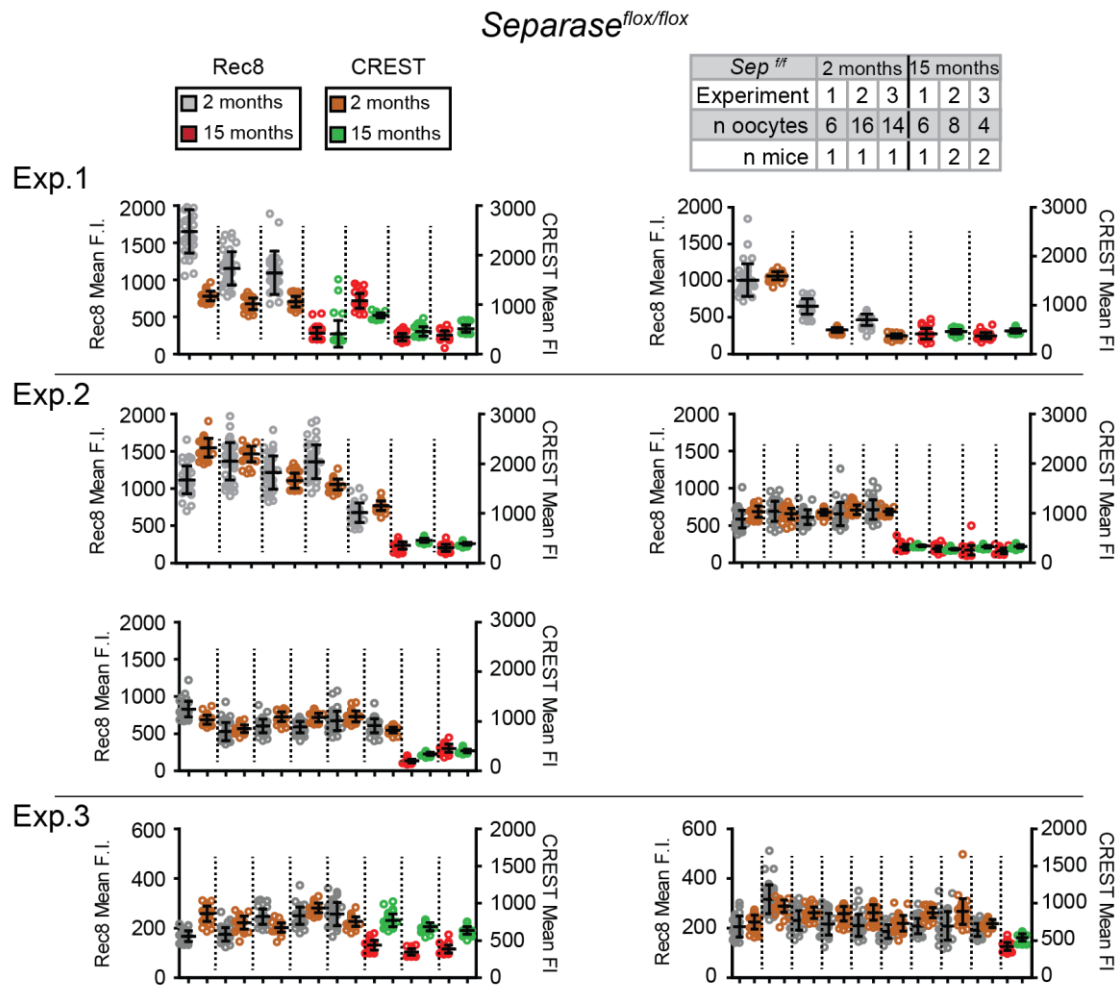 Separase flox/flox
Rec8 CREST
2 months 2 months
15 months 15 months
Sep f/f 2 months 15 months
Experiment 1 2 3 1 2 3
n oocytes 6 16 14 6 8 4
n mice 1 1 1 1 2 2
Exp.1
Rec8 Mean F.I.
2000
1500
1000
500
0
3000
2000
1000
0
CREST Mean FI
Rec8 Mean F.I.
2000
1500
1000
500
0
3000
2000
1000
0
CREST Mean FI
Exp.2
Rec8 Mean F.I.
2000
1500
1000
500
0
3000
2000
1000
0
CREST Mean FI
Rec8 Mean F.I.
2000
1500
1000
500
0
3000
2000
1000
0
CREST Mean FI
Rec8 Mean F.I.
2000
1500
1000
500
0
3000
2000
1000
0
CREST Mean FI
Exp.3
Rec8 Mean F.I.
600
400
200
0
2000
1500
1000
500
0
CREST Mean FI
Rec8 Mean F.I.
600
400
200
0
2000
1500
1000
500
0
CREST Mean FI